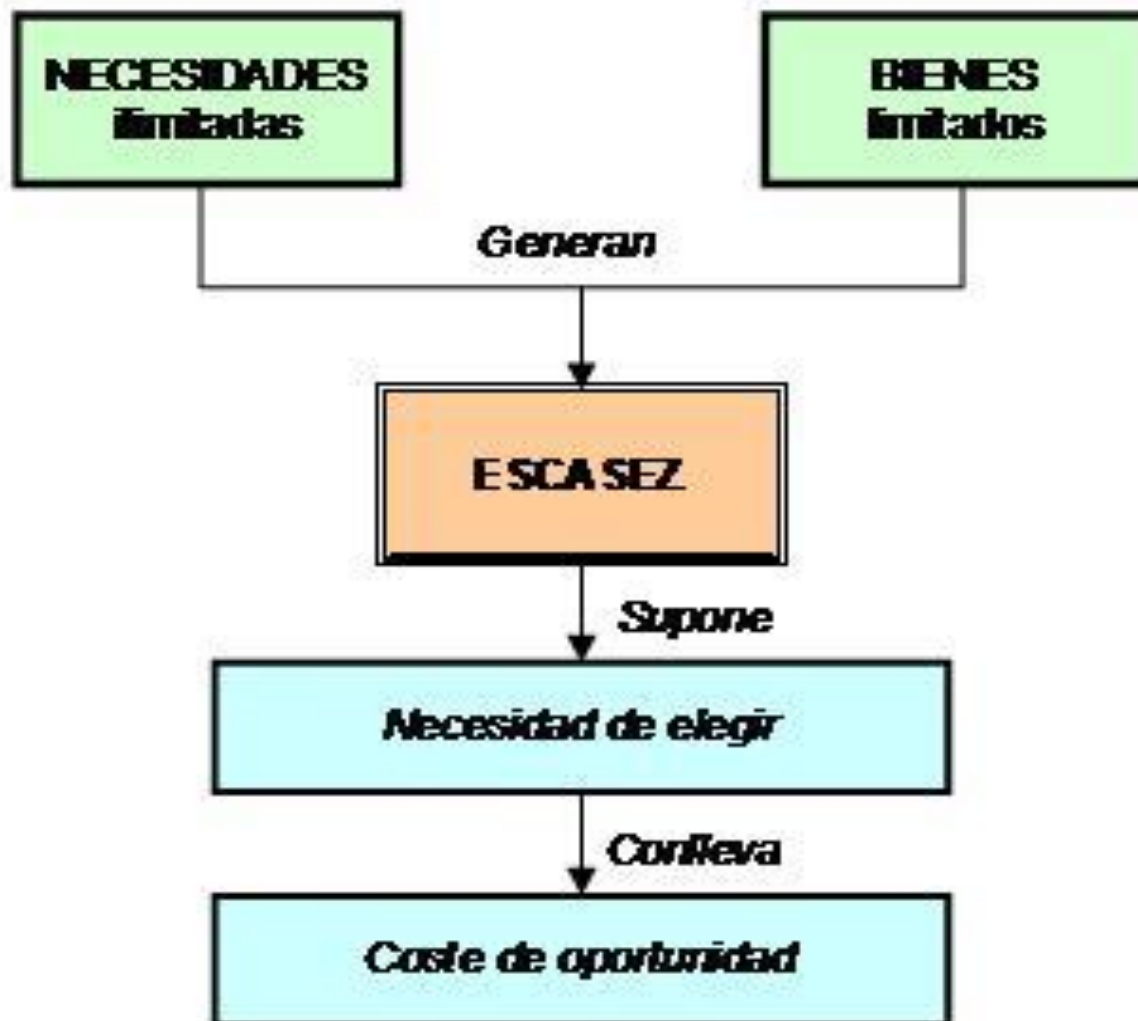 NECESIDADES
ilimitadas
BIENES
limitados
Generan
ESCASEZ
Supone
Necesidad de elegir
Conlleva
Coste de oportunidad